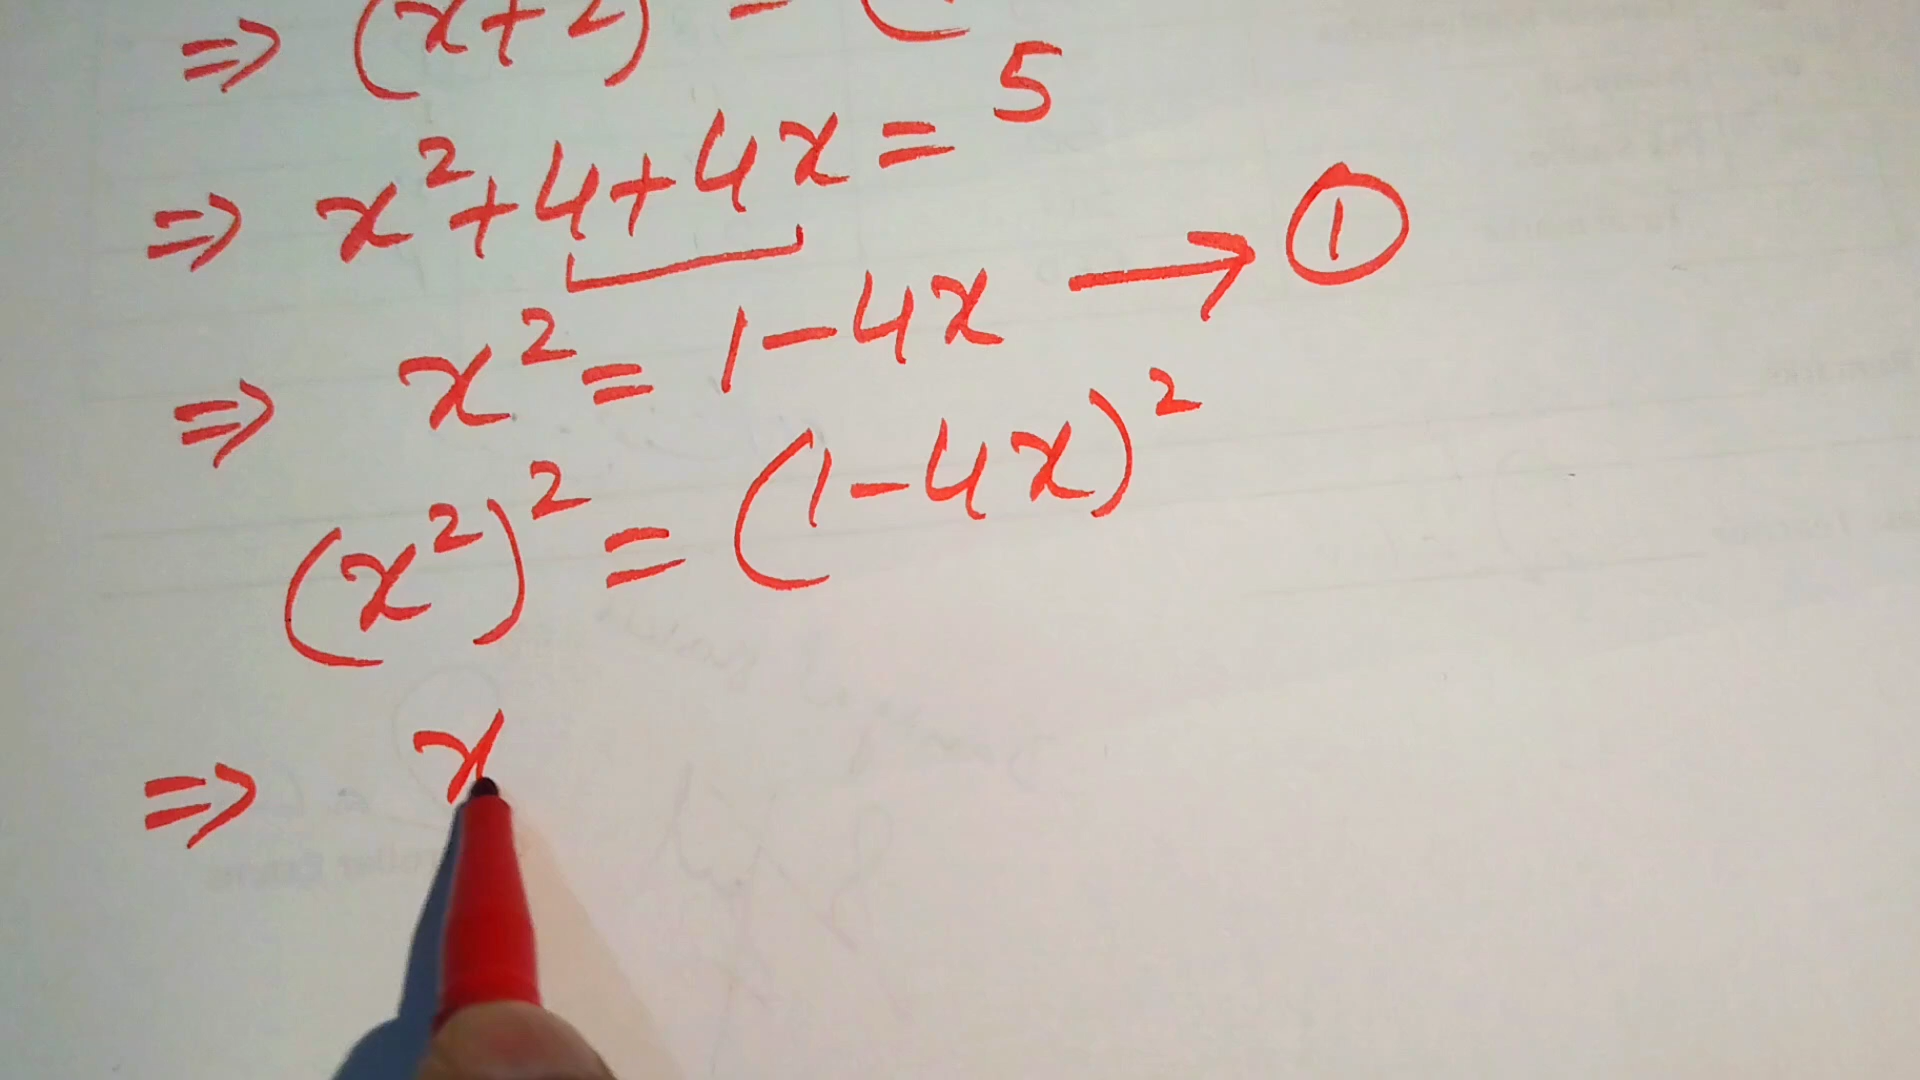 ⇒ (x+2) = (
⇒ x²+4+4x = 5
⇒ x² = 1-4x → ①
(x²)² = (1-4x)²
⇒ x